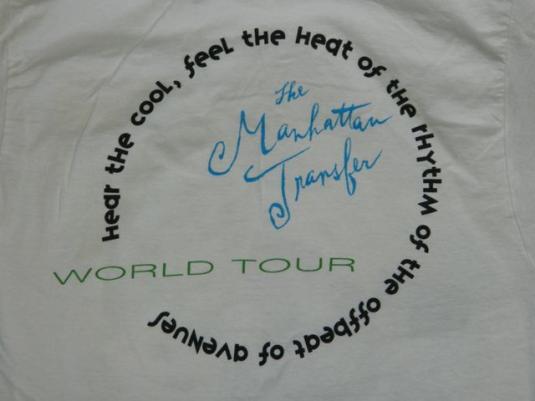 Hear the cool, feel the heat of the rhythm of the offbeat of avenues
The
Manhattan
Transfer
WORLD TOUR